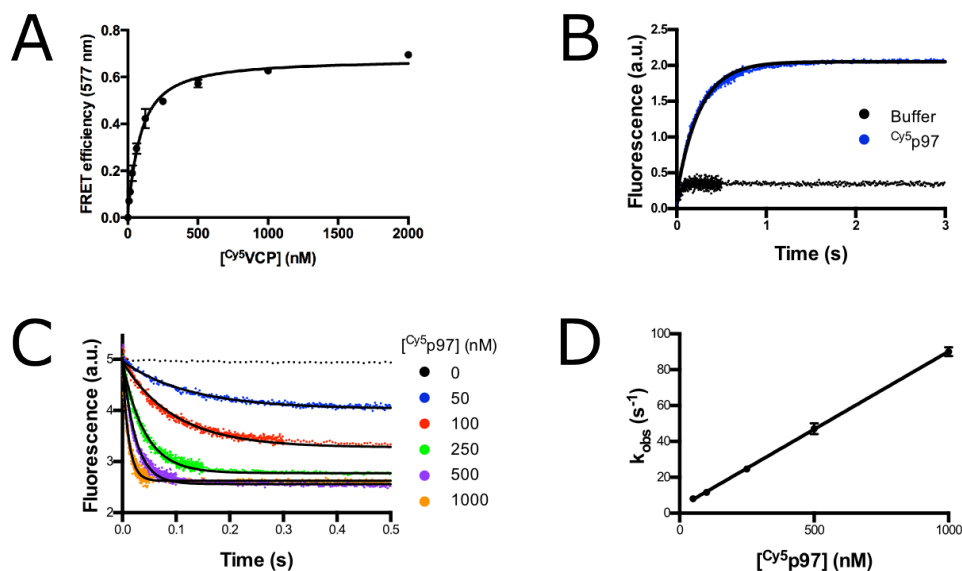 A
FRET efficiency (577 nm)
0.8
0.6
0.4
0.2
0.0
0 500 1000 1500 2000
[Cy5VCP] (nM)
B
Fluorescence (a.u.)
2.5
2.0
1.5
1.0
0.5
0.0
Buffer
Cy5p97
0 1 2 3
Time (s)
C
Fluorescence (a.u.)
5
4
3
2
0.0 0.1 0.2 0.3 0.4 0.5
Time (s)
[Cy5p97] (nM)
0
50
100
250
500
1000
D
kobs (s-1)
100
80
60
40
20
0
0 500 1000
[Cy5p97] (nM)